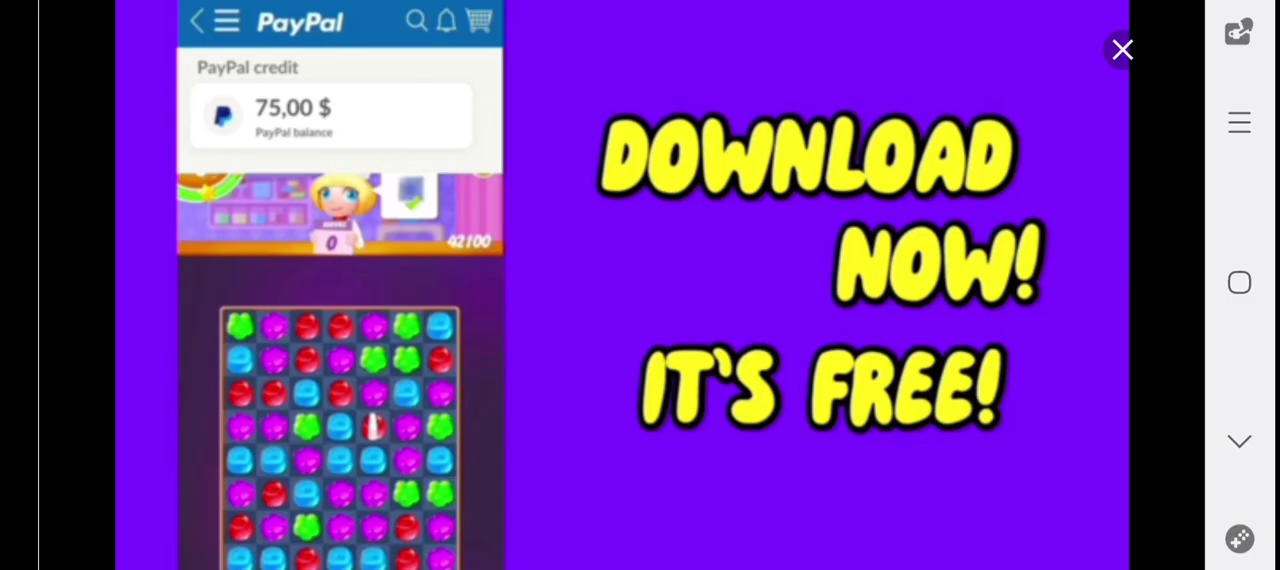 PayPal
PayPal credit
75,00 $
PayPal balance
0
42100
DOWNLOAD
NOW!
IT'S FREE!